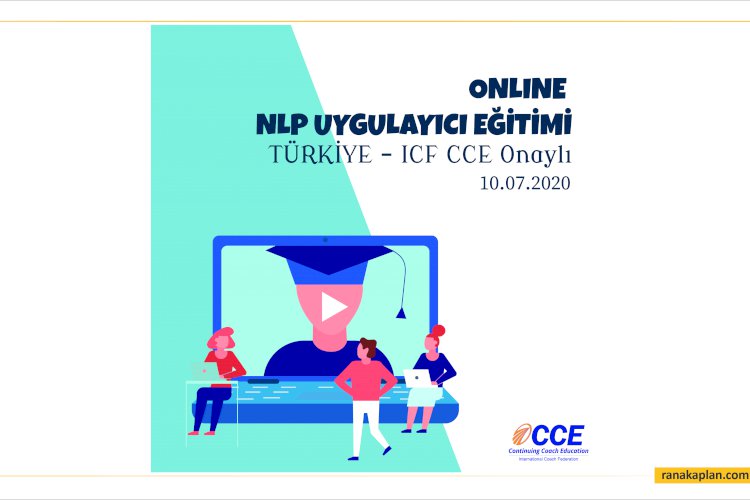 ONLINE
NLP UYGULAYICI EĞİTİMİ
TÜRKİYE - ICF CCE Onaylı
10.07.2020
CCE
Continuing Coach Education
International Coach Federation
ranakaplan.com